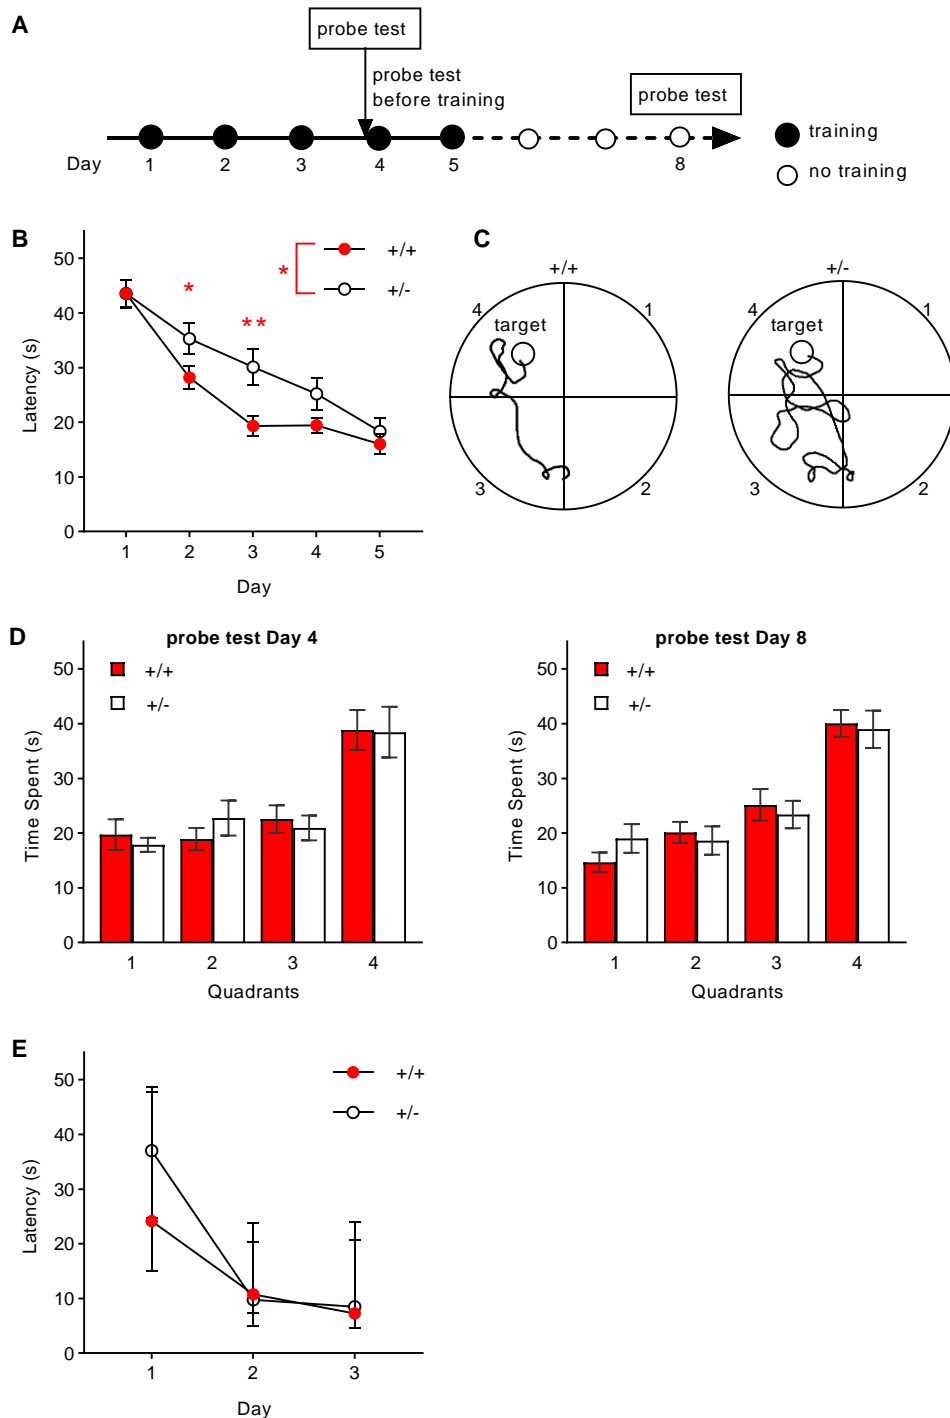 A
probe test
probe test
before training
probe test
training
no training
Day
1
2
3
4
5
8
B
50
40
30
20
10
0
Latency (s)
*
**
*
+/+
+/-
1
2
3
4
5
Day
C
+/+
4
1
target
3
2
+/-
4
1
target
3
2
D
probe test Day 4
+/+
+/-
50
40
30
20
10
0
Time Spent (s)
1
2
3
4
Quadrants
probe test Day 8
+/+
+/-
50
40
30
20
10
0
Time Spent (s)
1
2
3
4
Quadrants
E
+/+
+/-
50
40
30
20
10
0
Latency (s)
1
2
3
Day